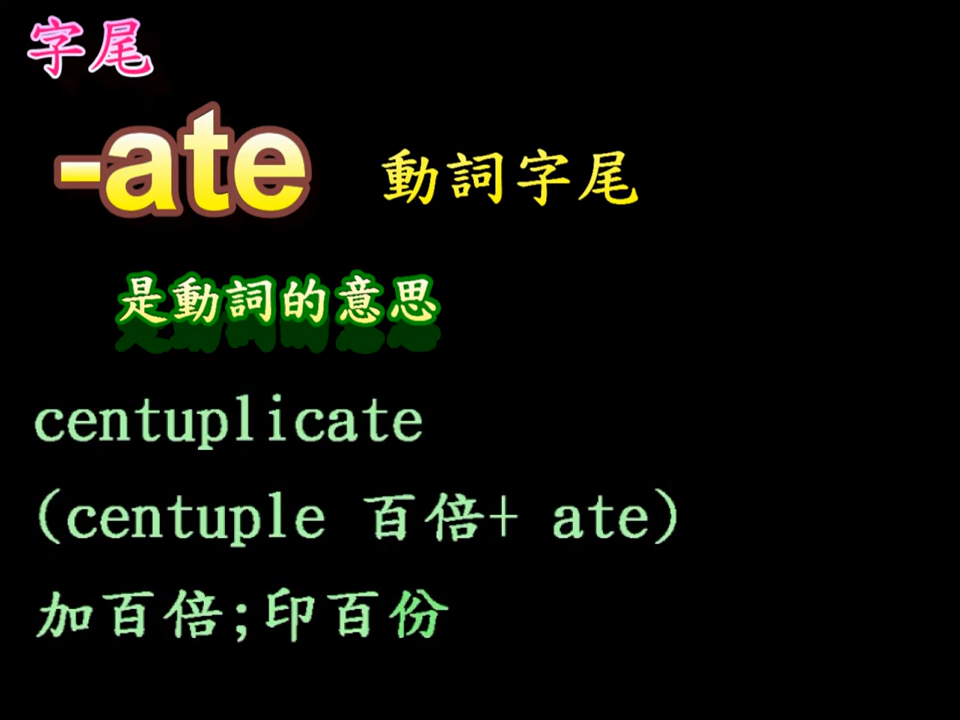 字尾
-ate 動詞字尾
是動詞的意思
centuplicate
(centuple 百倍+ ate)
加百倍;印百份